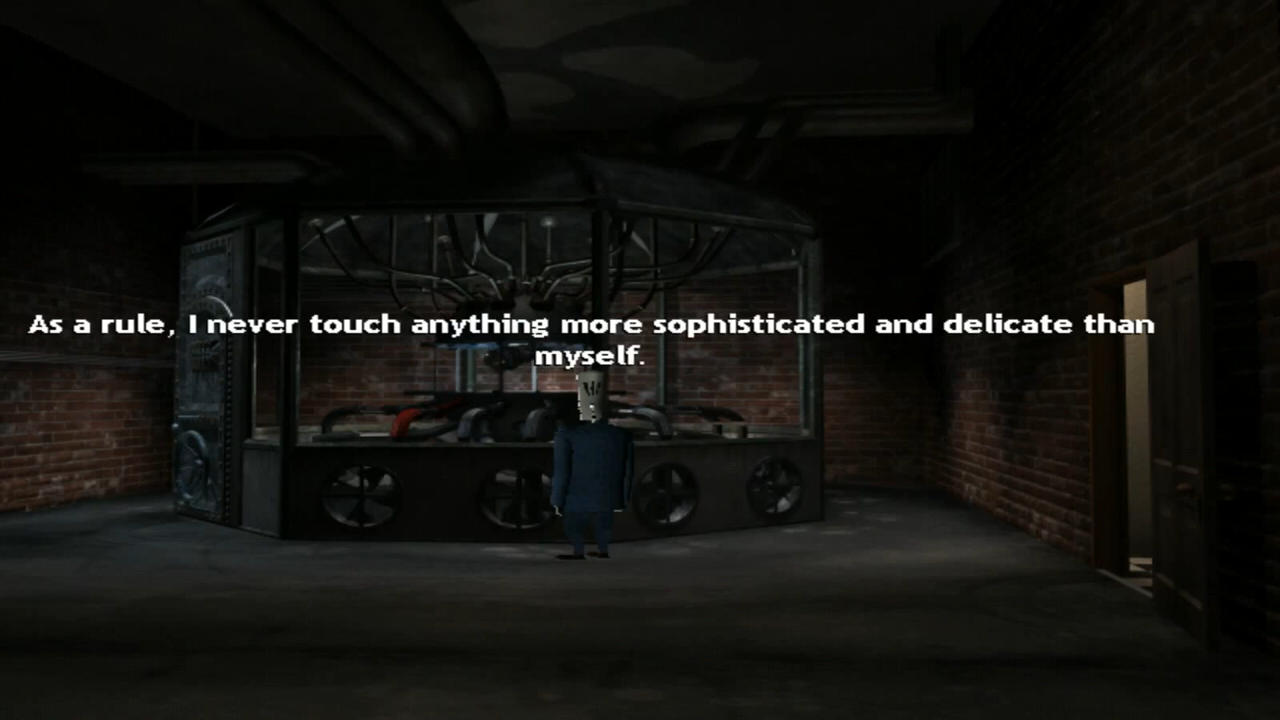 As a rule, I never touch anything more sophisticated and delicate than
myself.